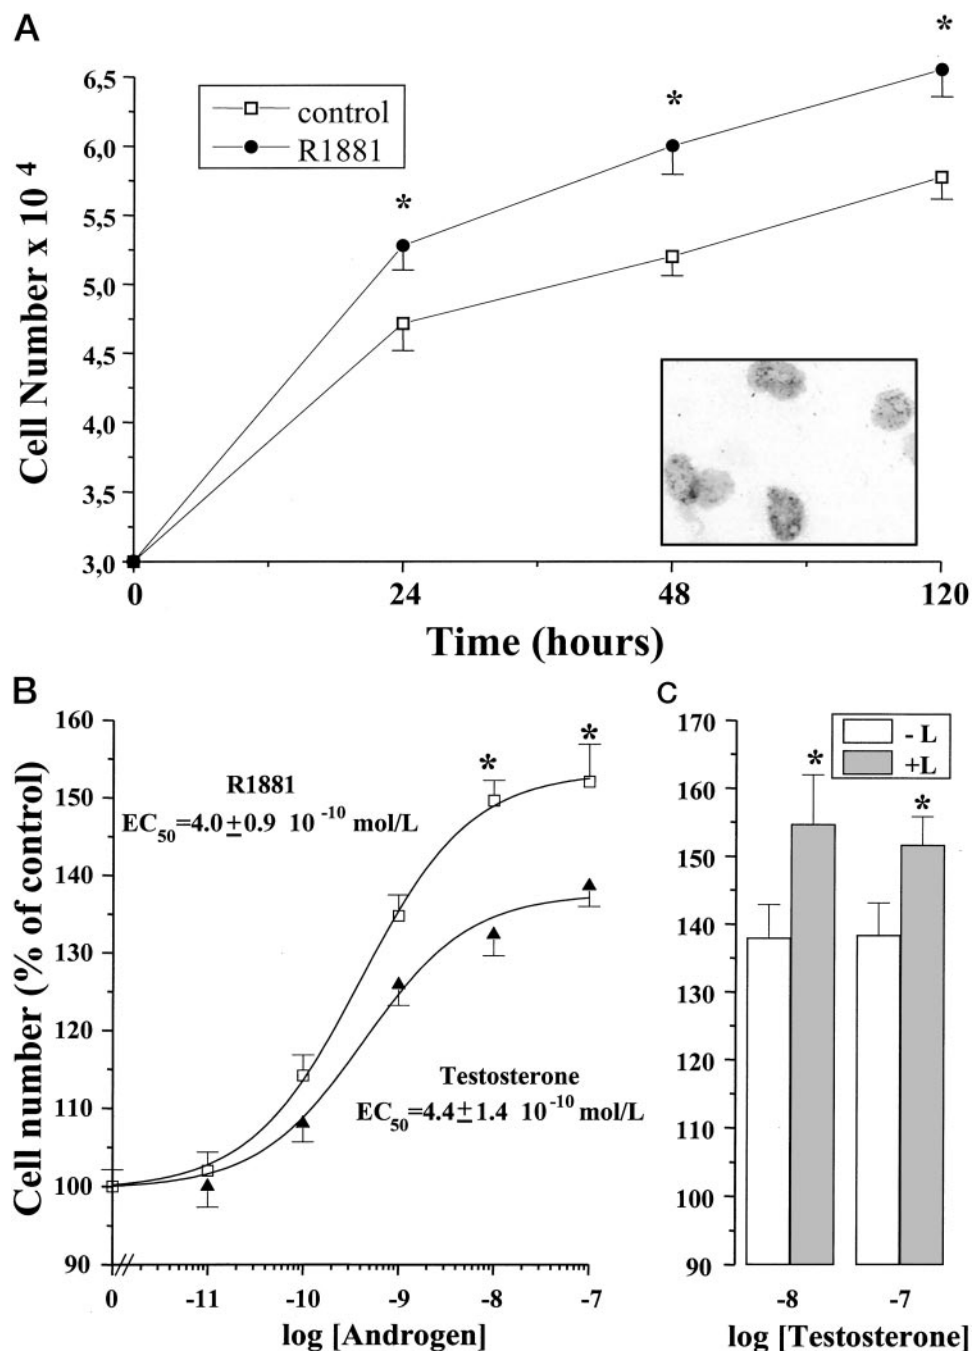 A
*
*
*
6,5
6,0
5,5
5,0
4,5
4,0
3,5
3,0
control
R1881
Cell Number x 10 4
0 24 48 120
Time (hours)
B
160
150
140
130
120
110
100
90
Cell number (% of control)
* *
R1881
EC50=4.0±0.9 10 -10 mol/L
Testosterone
EC50=4.4±1.4 10-10 mol/L
0 -11 -10 -9 -8 -7
log [Androgen]
C
170
160
150
140
130
120
110
100
90
- L
+L
* *
-8 -7
log [Testosterone]